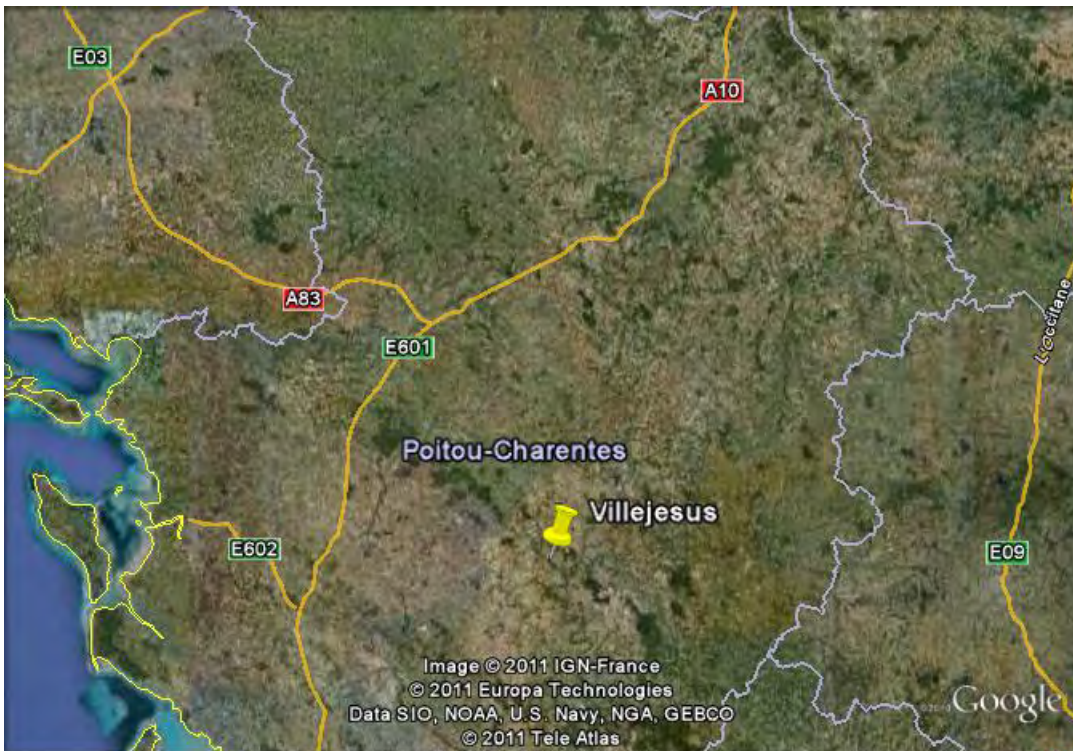 E03
A10
A83
L'Occitane
E601
Poitou-Charentes
Villejesus
E602
E09
Image © 2011 IGN-France
© 2011 Europa Technologies
Data SIO, NOAA, U.S. Navy, NGA, GEBCO
© 2011 Tele Atlas
Google